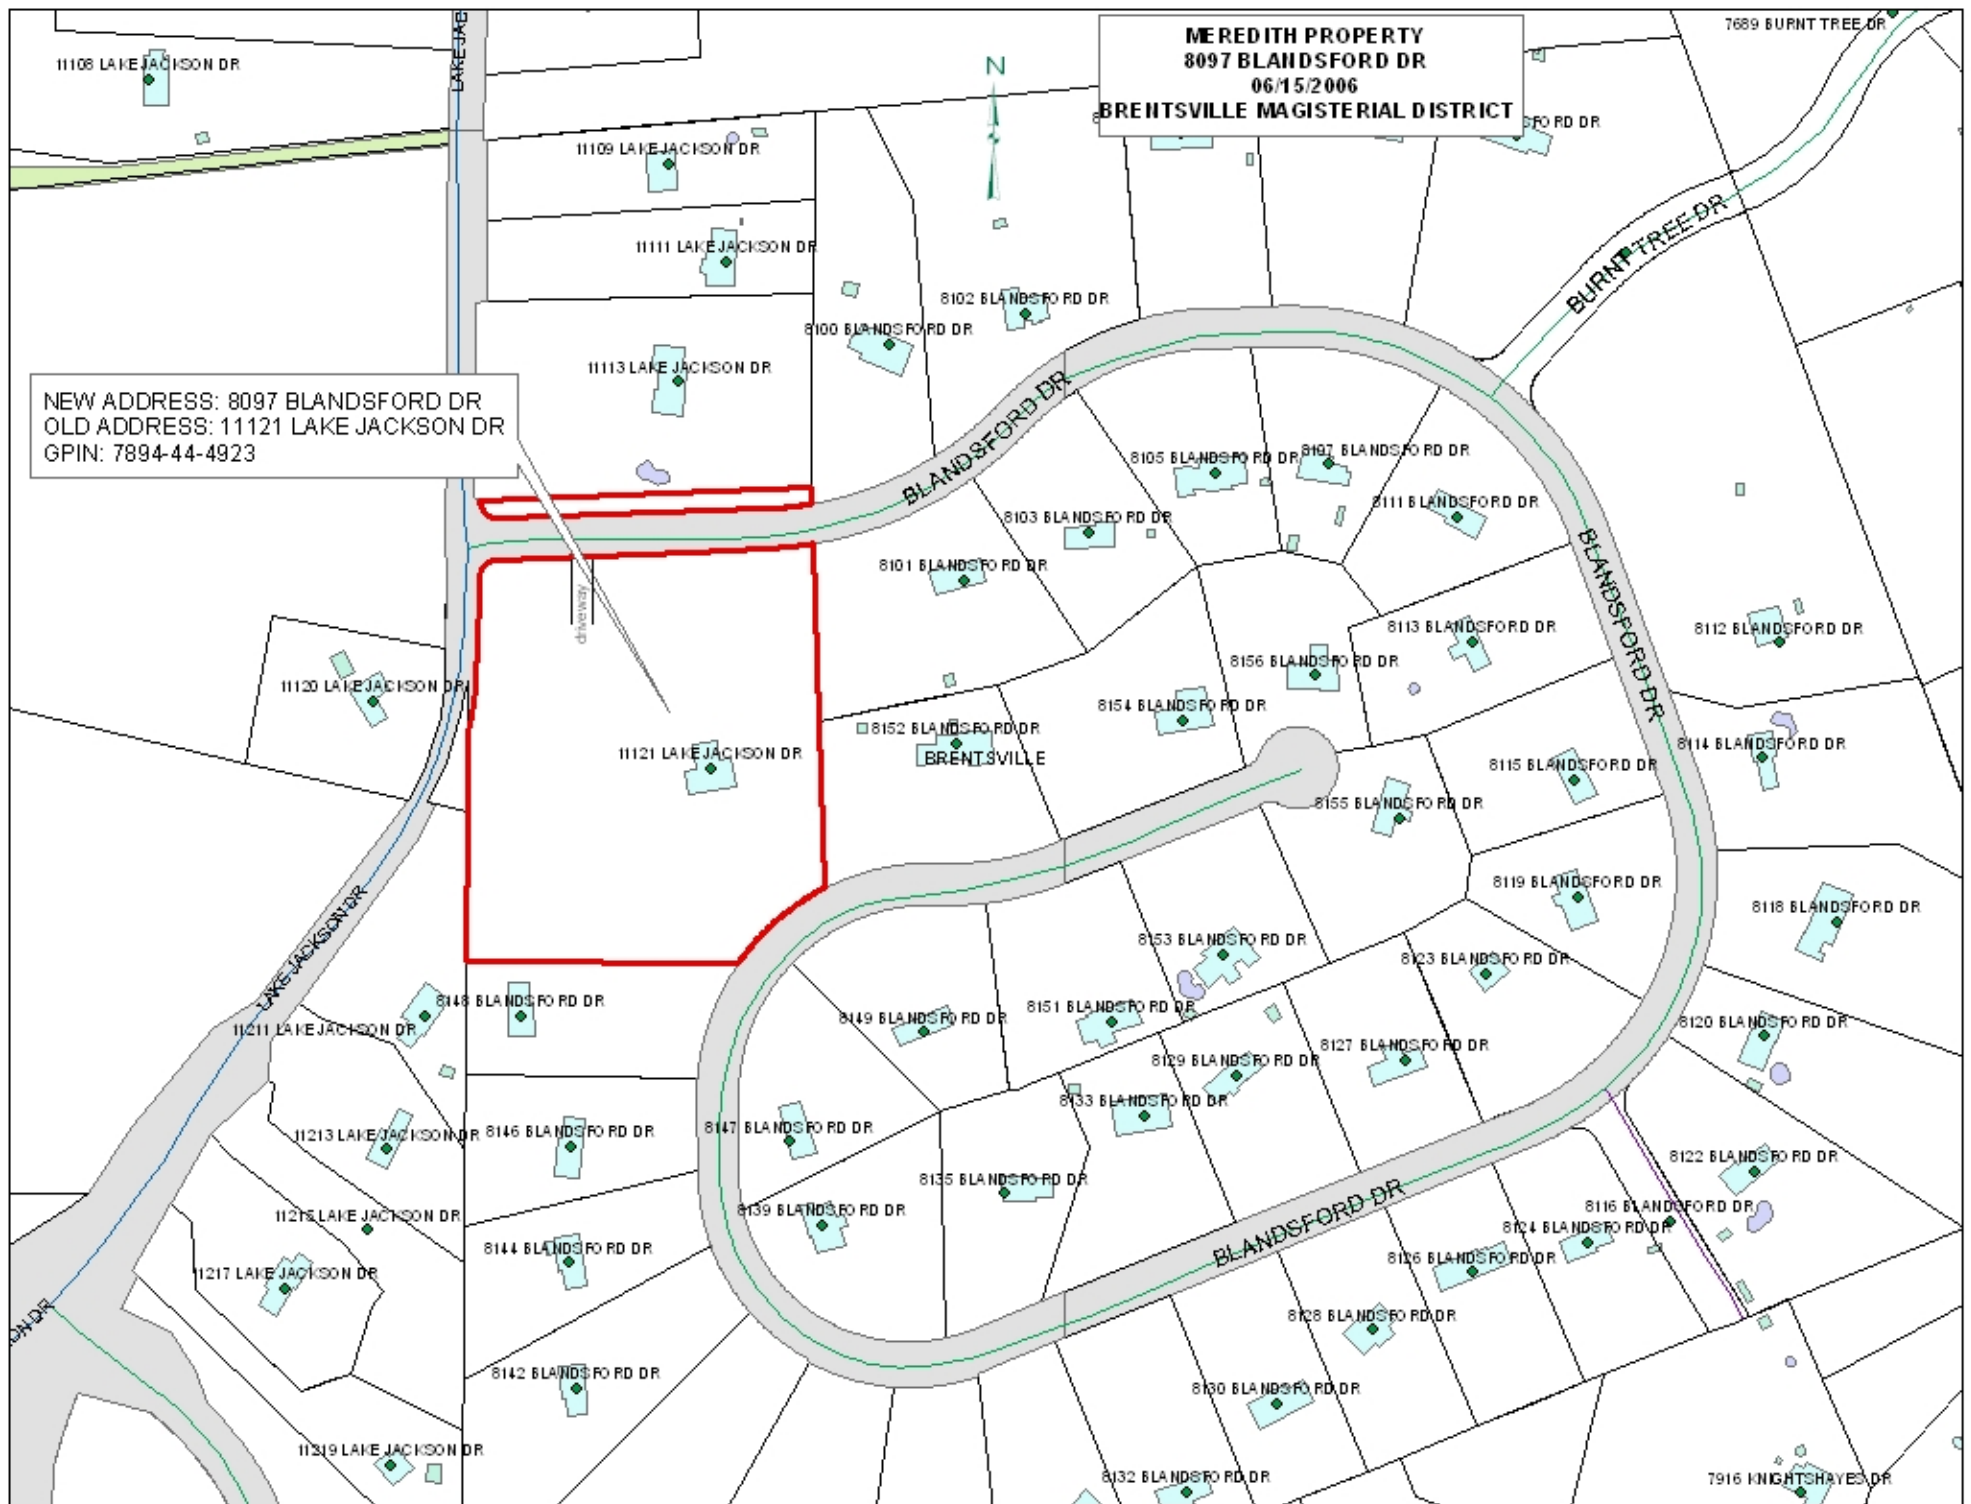 LAKE JAC
7689 BURNT TREE DR
MEREDITH PROPERTY
8097 BLANDSFORD DR
06/15/2006
BRENTSVILLE MAGISTERIAL DISTRICT
11108 LAKE JACKSON DR
N
11109 LAKE JACKSON DR
BURNT TREE DR
11111 LAKE JACKSON DR
8102 BLANDSFORD DR
8100 BLANDSFORD DR
11113 LAKE JACKSON DR
NEW ADDRESS: 8097 BLANDSFORD DR
OLD ADDRESS: 11121 LAKE JACKSON DR
GPIN: 7894-44-4923
BLANDSFORD DR
8105 BLANDSFORD DR
8107 BLANDSFORD DR
8111 BLANDSFORD DR
8103 BLANDSFORD DR
8101 BLANDSFORD DR
driveway
BLANDSFORD DR
8113 BLANDSFORD DR
8112 BLANDSFORD DR
8156 BLANDSFORD DR
11120 LAKE JACKSON DR
8154 BLANDSFORD DR
8152 BLANDSFORD DR
BRENTSVILLE
11121 LAKE JACKSON DR
8114 BLANDSFORD DR
8115 BLANDSFORD DR
8155 BLANDSFORD DR
8119 BLANDSFORD DR
8118 BLANDSFORD DR
LAKE JACKSON DR
8153 BLANDSFORD DR
8123 BLANDSFORD DR
8148 BLANDSFORD DR
11211 LAKE JACKSON DR
8149 BLANDSFORD DR
8151 BLANDSFORD DR
8120 BLANDSFORD DR
8129 BLANDSFORD DR
8127 BLANDSFORD DR
8133 BLANDSFORD DR
11213 LAKE JACKSON DR
8146 BLANDSFORD DR
8147 BLANDSFORD DR
8122 BLANDSFORD DR
8135 BLANDSFORD DR
8139 BLANDSFORD DR
BLANDSFORD DR
8116 BLANDSFORD DR
11215 LAKE JACKSON DR
8124 BLANDSFORD DR
8144 BLANDSFORD DR
8126 BLANDSFORD DR
11217 LAKE JACKSON DR
ON DR
8128 BLANDSFORD DR
8142 BLANDSFORD DR
8130 BLANDSFORD DR
11219 LAKE JACKSON DR
8132 BLANDSFORD DR
7916 KNIGHTSHAYES DR